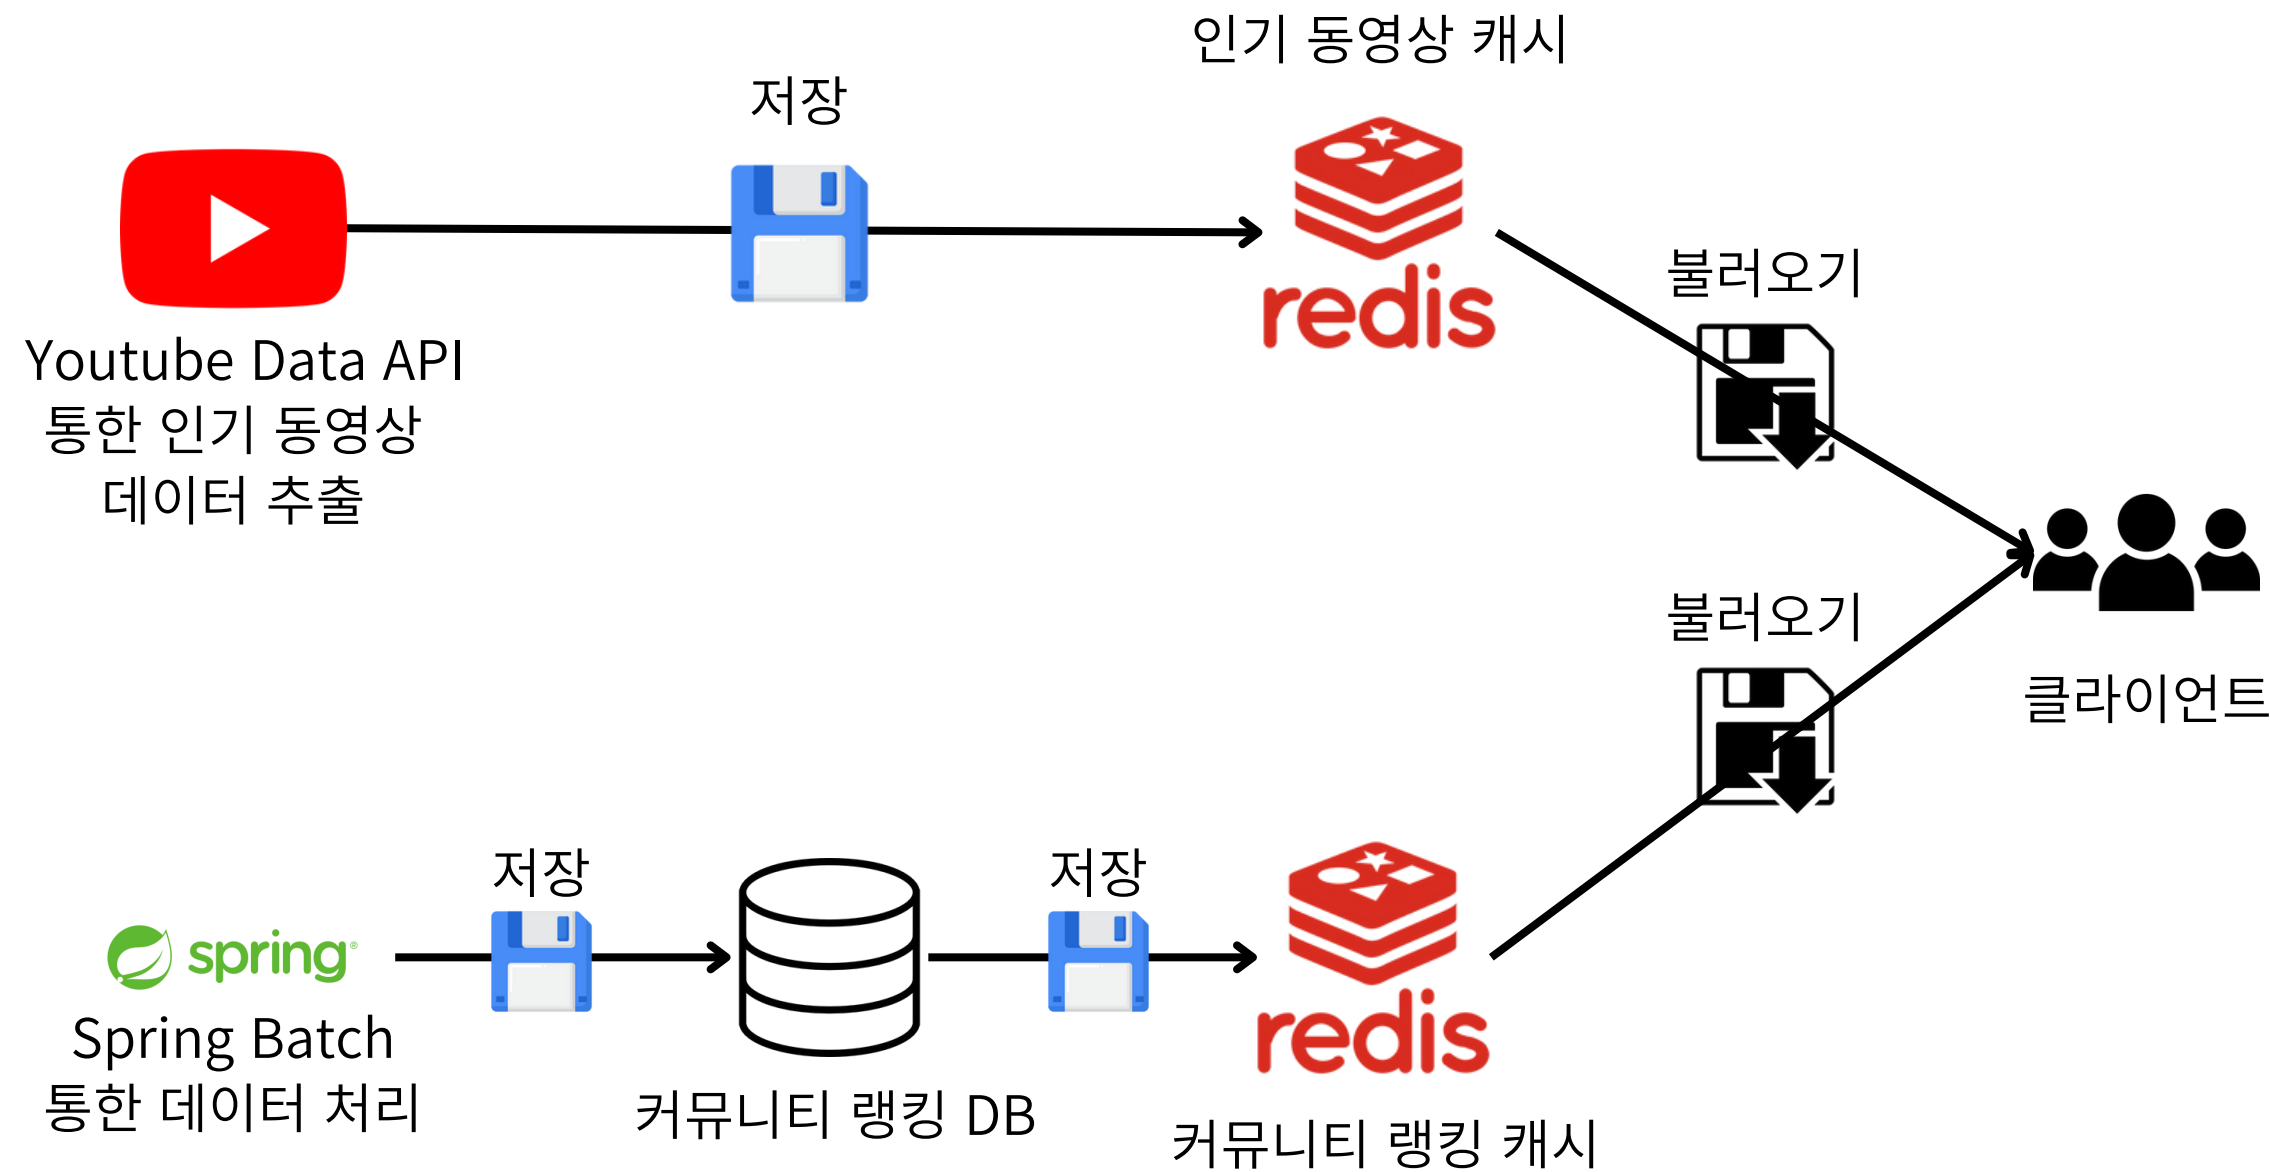 인기 동영상 캐시
저장
redis
불러오기
Youtube Data API
통한 인기 동영상
데이터 추출
불러오기
클라이언트
저장
저장
spring®
redis
Spring Batch
통한 데이터 처리
커뮤니티 랭킹 DB
커뮤니티 랭킹 캐시